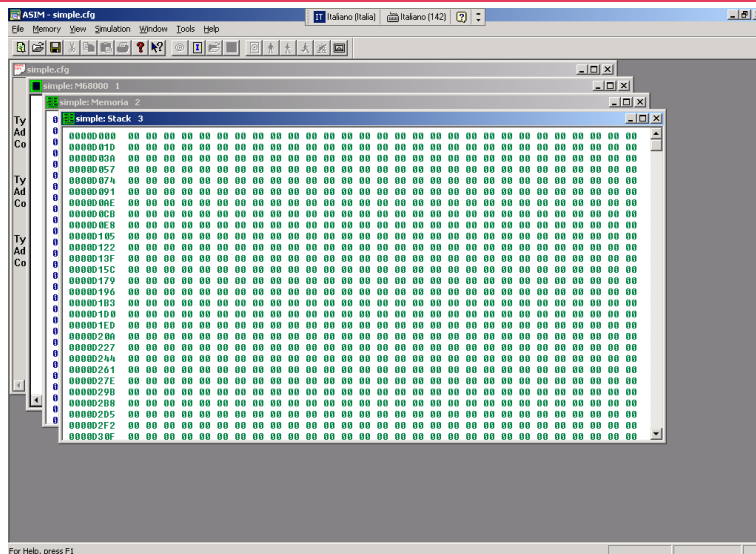 ASIM - simple.cfg
IT Italiano (Italia) Italiano (142)
File Memory View Simulation Window Tools Help
simple.cfg
simple: M68000 1
simple: Memoria 2
simple: Stack 3
Ty
Ad
Co
Ty
Ad
Co
Ty
Ad
Co
0000D000 00 00 00 00 00 00 00 00 00 00 00 00 00 00 00 00 00 00 00 00 00 00 00 00 00 00 00 00 00
0000D01D 00 00 00 00 00 00 00 00 00 00 00 00 00 00 00 00 00 00 00 00 00 00 00 00 00 00 00 00 00
0000D03A 00 00 00 00 00 00 00 00 00 00 00 00 00 00 00 00 00 00 00 00 00 00 00 00 00 00 00 00 00
0000D057 00 00 00 00 00 00 00 00 00 00 00 00 00 00 00 00 00 00 00 00 00 00 00 00 00 00 00 00 00
0000D074 00 00 00 00 00 00 00 00 00 00 00 00 00 00 00 00 00 00 00 00 00 00 00 00 00 00 00 00 00
0000D091 00 00 00 00 00 00 00 00 00 00 00 00 00 00 00 00 00 00 00 00 00 00 00 00 00 00 00 00 00
0000D0AE 00 00 00 00 00 00 00 00 00 00 00 00 00 00 00 00 00 00 00 00 00 00 00 00 00 00 00 00 00
0000D0CB 00 00 00 00 00 00 00 00 00 00 00 00 00 00 00 00 00 00 00 00 00 00 00 00 00 00 00 00 00
0000D0E8 00 00 00 00 00 00 00 00 00 00 00 00 00 00 00 00 00 00 00 00 00 00 00 00 00 00 00 00 00
0000D105 00 00 00 00 00 00 00 00 00 00 00 00 00 00 00 00 00 00 00 00 00 00 00 00 00 00 00 00 00
0000D122 00 00 00 00 00 00 00 00 00 00 00 00 00 00 00 00 00 00 00 00 00 00 00 00 00 00 00 00 00
0000D13F 00 00 00 00 00 00 00 00 00 00 00 00 00 00 00 00 00 00 00 00 00 00 00 00 00 00 00 00 00
0000D15C 00 00 00 00 00 00 00 00 00 00 00 00 00 00 00 00 00 00 00 00 00 00 00 00 00 00 00 00 00
0000D179 00 00 00 00 00 00 00 00 00 00 00 00 00 00 00 00 00 00 00 00 00 00 00 00 00 00 00 00 00
0000D196 00 00 00 00 00 00 00 00 00 00 00 00 00 00 00 00 00 00 00 00 00 00 00 00 00 00 00 00 00
0000D1B3 00 00 00 00 00 00 00 00 00 00 00 00 00 00 00 00 00 00 00 00 00 00 00 00 00 00 00 00 00
0000D1D0 00 00 00 00 00 00 00 00 00 00 00 00 00 00 00 00 00 00 00 00 00 00 00 00 00 00 00 00 00
0000D1ED 00 00 00 00 00 00 00 00 00 00 00 00 00 00 00 00 00 00 00 00 00 00 00 00 00 00 00 00 00
0000D20A 00 00 00 00 00 00 00 00 00 00 00 00 00 00 00 00 00 00 00 00 00 00 00 00 00 00 00 00 00
0000D227 00 00 00 00 00 00 00 00 00 00 00 00 00 00 00 00 00 00 00 00 00 00 00 00 00 00 00 00 00
0000D244 00 00 00 00 00 00 00 00 00 00 00 00 00 00 00 00 00 00 00 00 00 00 00 00 00 00 00 00 00
0000D261 00 00 00 00 00 00 00 00 00 00 00 00 00 00 00 00 00 00 00 00 00 00 00 00 00 00 00 00 00
0000D27E 00 00 00 00 00 00 00 00 00 00 00 00 00 00 00 00 00 00 00 00 00 00 00 00 00 00 00 00 00
0000D29B 00 00 00 00 00 00 00 00 00 00 00 00 00 00 00 00 00 00 00 00 00 00 00 00 00 00 00 00 00
0000D2B8 00 00 00 00 00 00 00 00 00 00 00 00 00 00 00 00 00 00 00 00 00 00 00 00 00 00 00 00 00
0000D2D5 00 00 00 00 00 00 00 00 00 00 00 00 00 00 00 00 00 00 00 00 00 00 00 00 00 00 00 00 00
0000D2F2 00 00 00 00 00 00 00 00 00 00 00 00 00 00 00 00 00 00 00 00 00 00 00 00 00 00 00 00 00
0000D30F 00 00 00 00 00 00 00 00 00 00 00 00 00 00 00 00 00 00 00 00 00 00 00 00 00 00 00 00 00
For Help, press F1